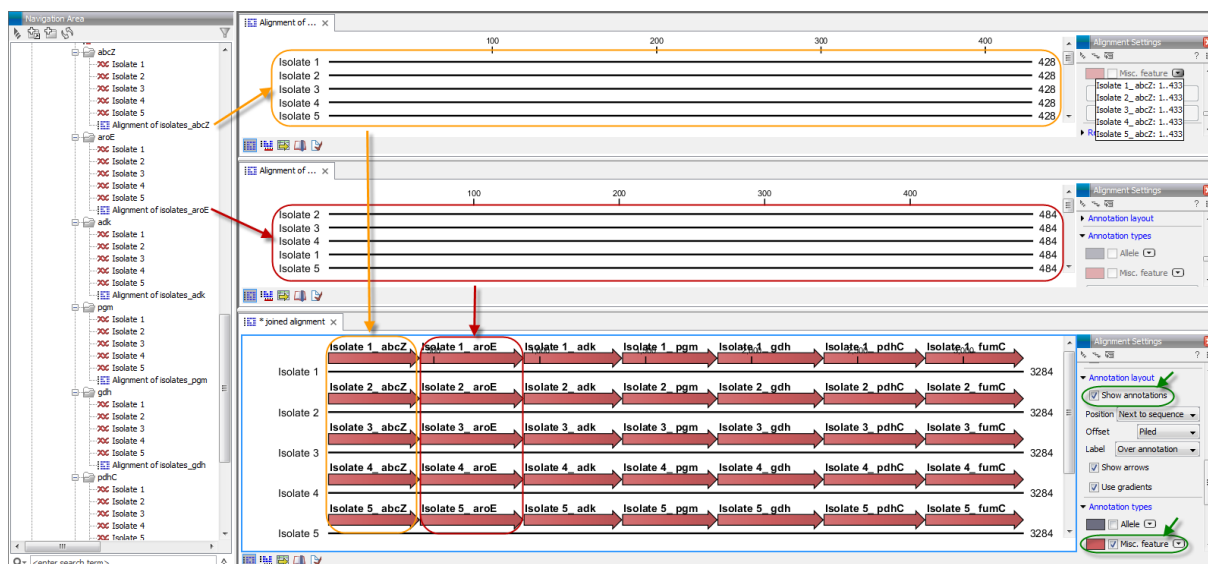 Navigation Area
abcZ
Isolate 1
Isolate 2
Isolate 3
Isolate 4
Isolate 5
Alignment of isolates_abcZ
aroE
Isolate 1
Isolate 2
Isolate 3
Isolate 4
Isolate 5
Alignment of isolates_aroE
adk
Isolate 1
Isolate 2
Isolate 3
Isolate 4
Isolate 5
Alignment of isolates_adk
pgm
Isolate 1
Isolate 2
Isolate 3
Isolate 4
Isolate 5
Alignment of isolates_pgm
gdh
Isolate 1
Isolate 2
Isolate 3
Isolate 4
Isolate 5
Alignment of isolates_gdh
pdhC
Isolate 1
Isolate 2
Isolate 3
Isolate 4
Isolate 5
<enter search term>
Alignment of ... x
100 200 300 400
Isolate 1 428
Isolate 2 428
Isolate 3 428
Isolate 4 428
Isolate 5 428
Alignment Settings
?
Misc. feature
Isolate 1_ abcZ: 1..433
Isolate 2_ abcZ: 1..433
Isolate 3_ abcZ: 1..433
Isolate 4_ abcZ: 1..433
Isolate 5_ abcZ: 1..433
Alignment of ... x
100 200 300 400
Isolate 2 484
Isolate 3 484
Isolate 4 484
Isolate 1 484
Isolate 5 484
Alignment Settings
?
Annotation layout
Annotation types
Allele
Misc. feature
* joined alignment x
Isolate 1_ abcZ Isolate 1_ aroE Isolate 1_ adk Isolate 1_ pgm Isolate 1_ gdh Isolate 1_ pdhC Isolate 1_ fumC
Isolate 1 3284
Isolate 2_ abcZ Isolate 2_ aroE Isolate 2_ adk Isolate 2_ pgm Isolate 2_ gdh Isolate 2_ pdhC Isolate 2_ fumC
Isolate 2 3284
Isolate 3_ abcZ Isolate 3_ aroE Isolate 3_ adk Isolate 3_ pgm Isolate 3_ gdh Isolate 3_ pdhC Isolate 3_ fumC
Isolate 3 3284
Isolate 4_ abcZ Isolate 4_ aroE Isolate 4_ adk Isolate 4_ pgm Isolate 4_ gdh Isolate 4_ pdhC Isolate 4_ fumC
Isolate 4 3284
Isolate 5_ abcZ Isolate 5_ aroE Isolate 5_ adk Isolate 5_ pgm Isolate 5_ gdh Isolate 5_ pdhC Isolate 5_ fumC
Isolate 5 3284
Alignment Settings
?
Annotation layout
Show annotations
Position Next to sequence
Offset Piled
Label Over annotation
Show arrows
Use gradients
Annotation types
Allele
Misc. feature